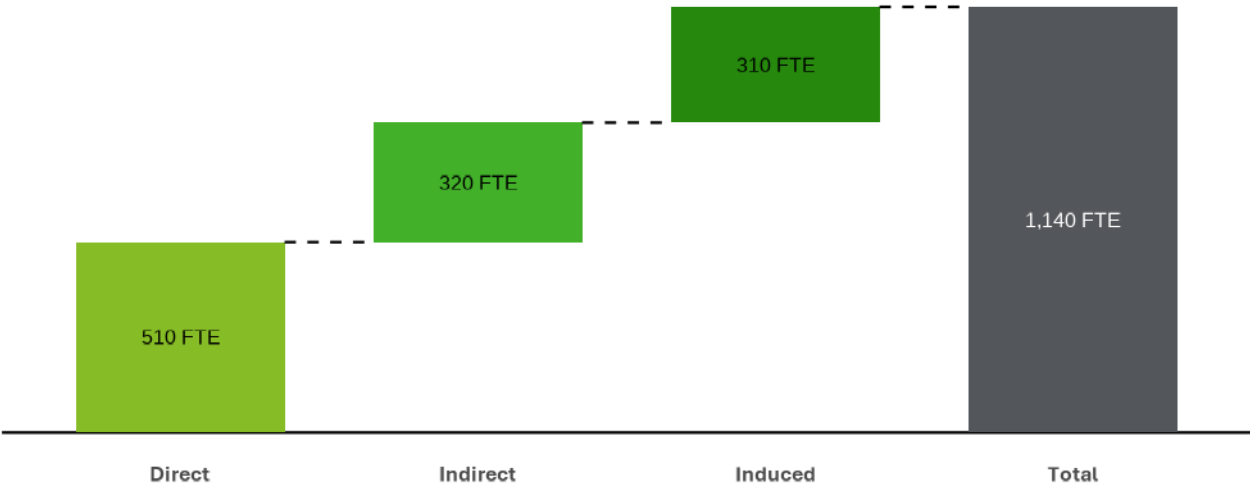 310 FTE
320 FTE
1,140 FTE
510 FTE
Direct
Indirect
Induced
Total